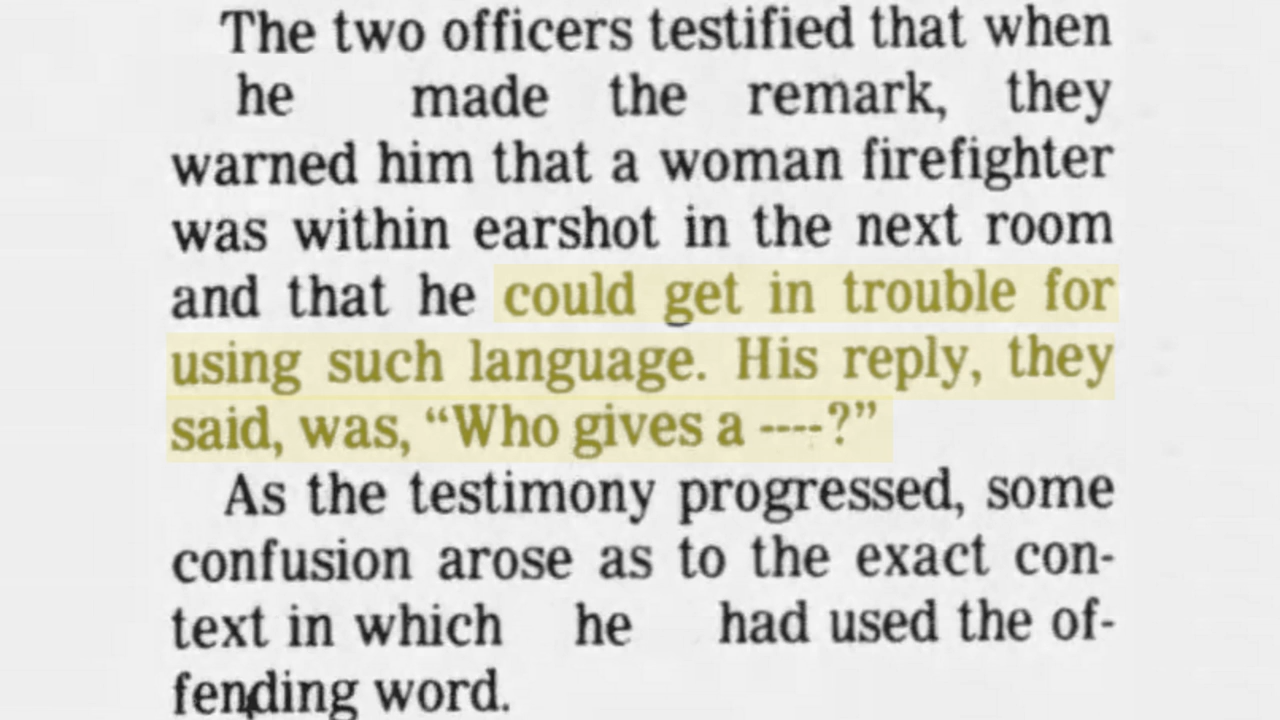 The two officers testified that when
he made the remark, they
warned him that a woman firefighter
was within earshot in the next room
and that he could get in trouble for
using such language. His reply, they
said, was, “Who gives a ----?”
As the testimony progressed, some
confusion arose as to the exact con-
text in which he had used the of-
fending word.